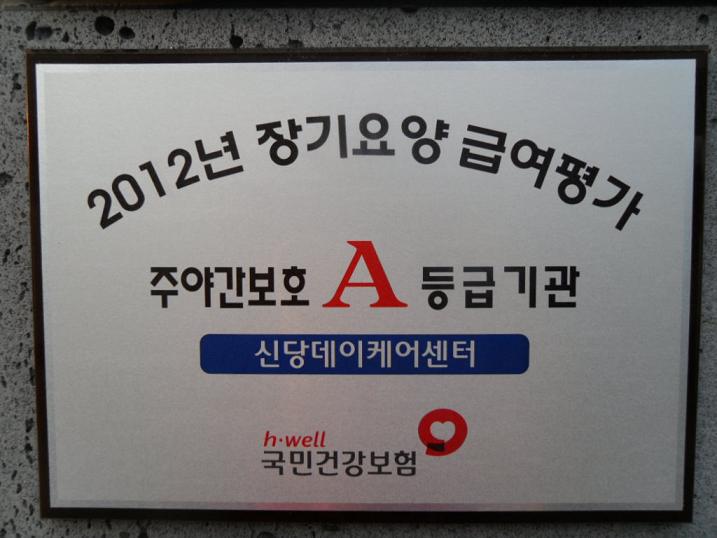 2012년 장기요양 급여평가
주야간보호 A 등급기관
신당데이케어센터
h·well
국민건강보험